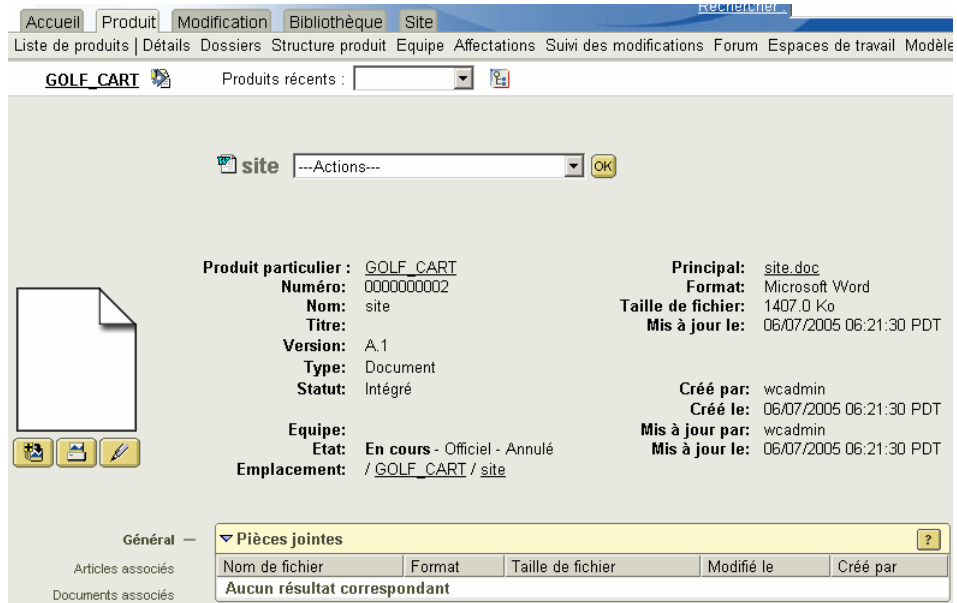 Rechercher :
Accueil Produit Modification Bibliothèque Site
Liste de produits | Détails Dossiers Structure produit Equipe Affectations Suivi des modifications Forum Espaces de travail Modèle
GOLF_CART Produits récents :
site ---Actions--- OK
Produit particulier : GOLF_CART Principal: site.doc
Numéro: 0000000002 Format: Microsoft Word
Nom: site Taille de fichier: 1407.0 Ko
Titre: Mis à jour le: 06/07/2005 06:21:30 PDT
Version: A.1
Type: Document
Statut: Intégré Créé par: wcadmin
Créé le: 06/07/2005 06:21:30 PDT
Equipe: Mis à jour par: wcadmin
Etat: En cours - Officiel - Annulé Mis à jour le: 06/07/2005 06:21:30 PDT
Emplacement: / GOLF_CART / site
Général — Pièces jointes ?
Articles associés Nom de fichier Format Taille de fichier Modifié le Créé par
Documents associés Aucun résultat correspondant